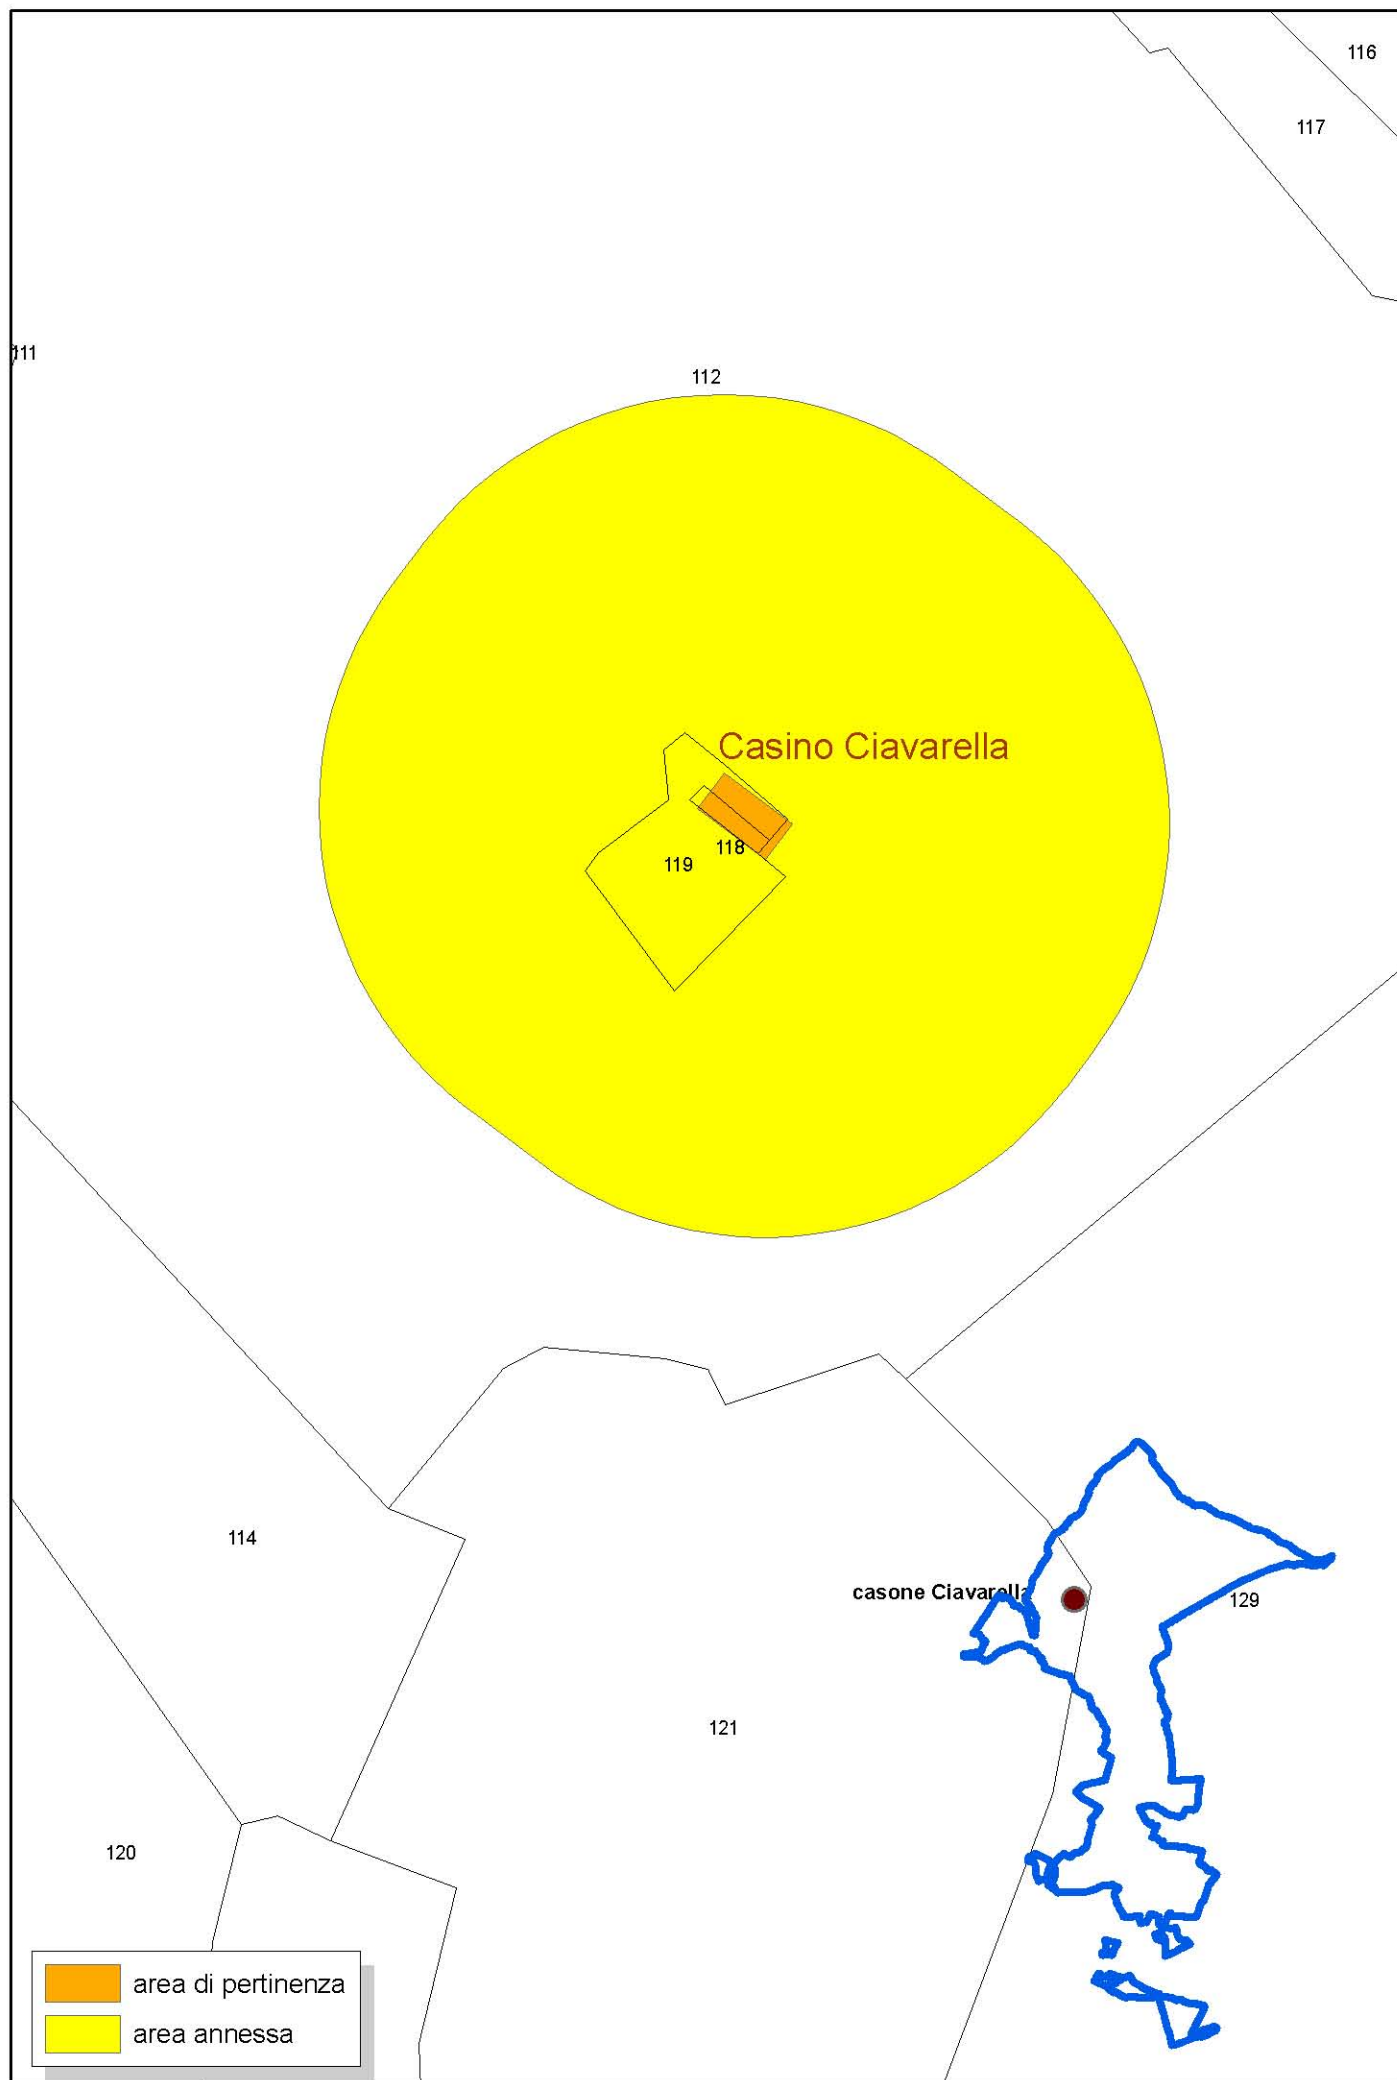 116
117
111
112
Casino Ciavarella
118
119
114
casone Ciavarella
129
121
120
area di pertinenza
area annessa